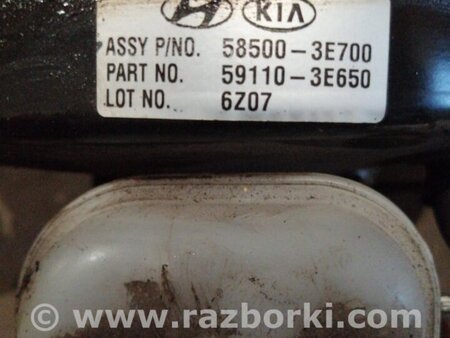 KIA
ASSY P/NO. 58500-3E700
PART NO. 59110-3E650
LOT NO. 6Z07
www.razborki.com